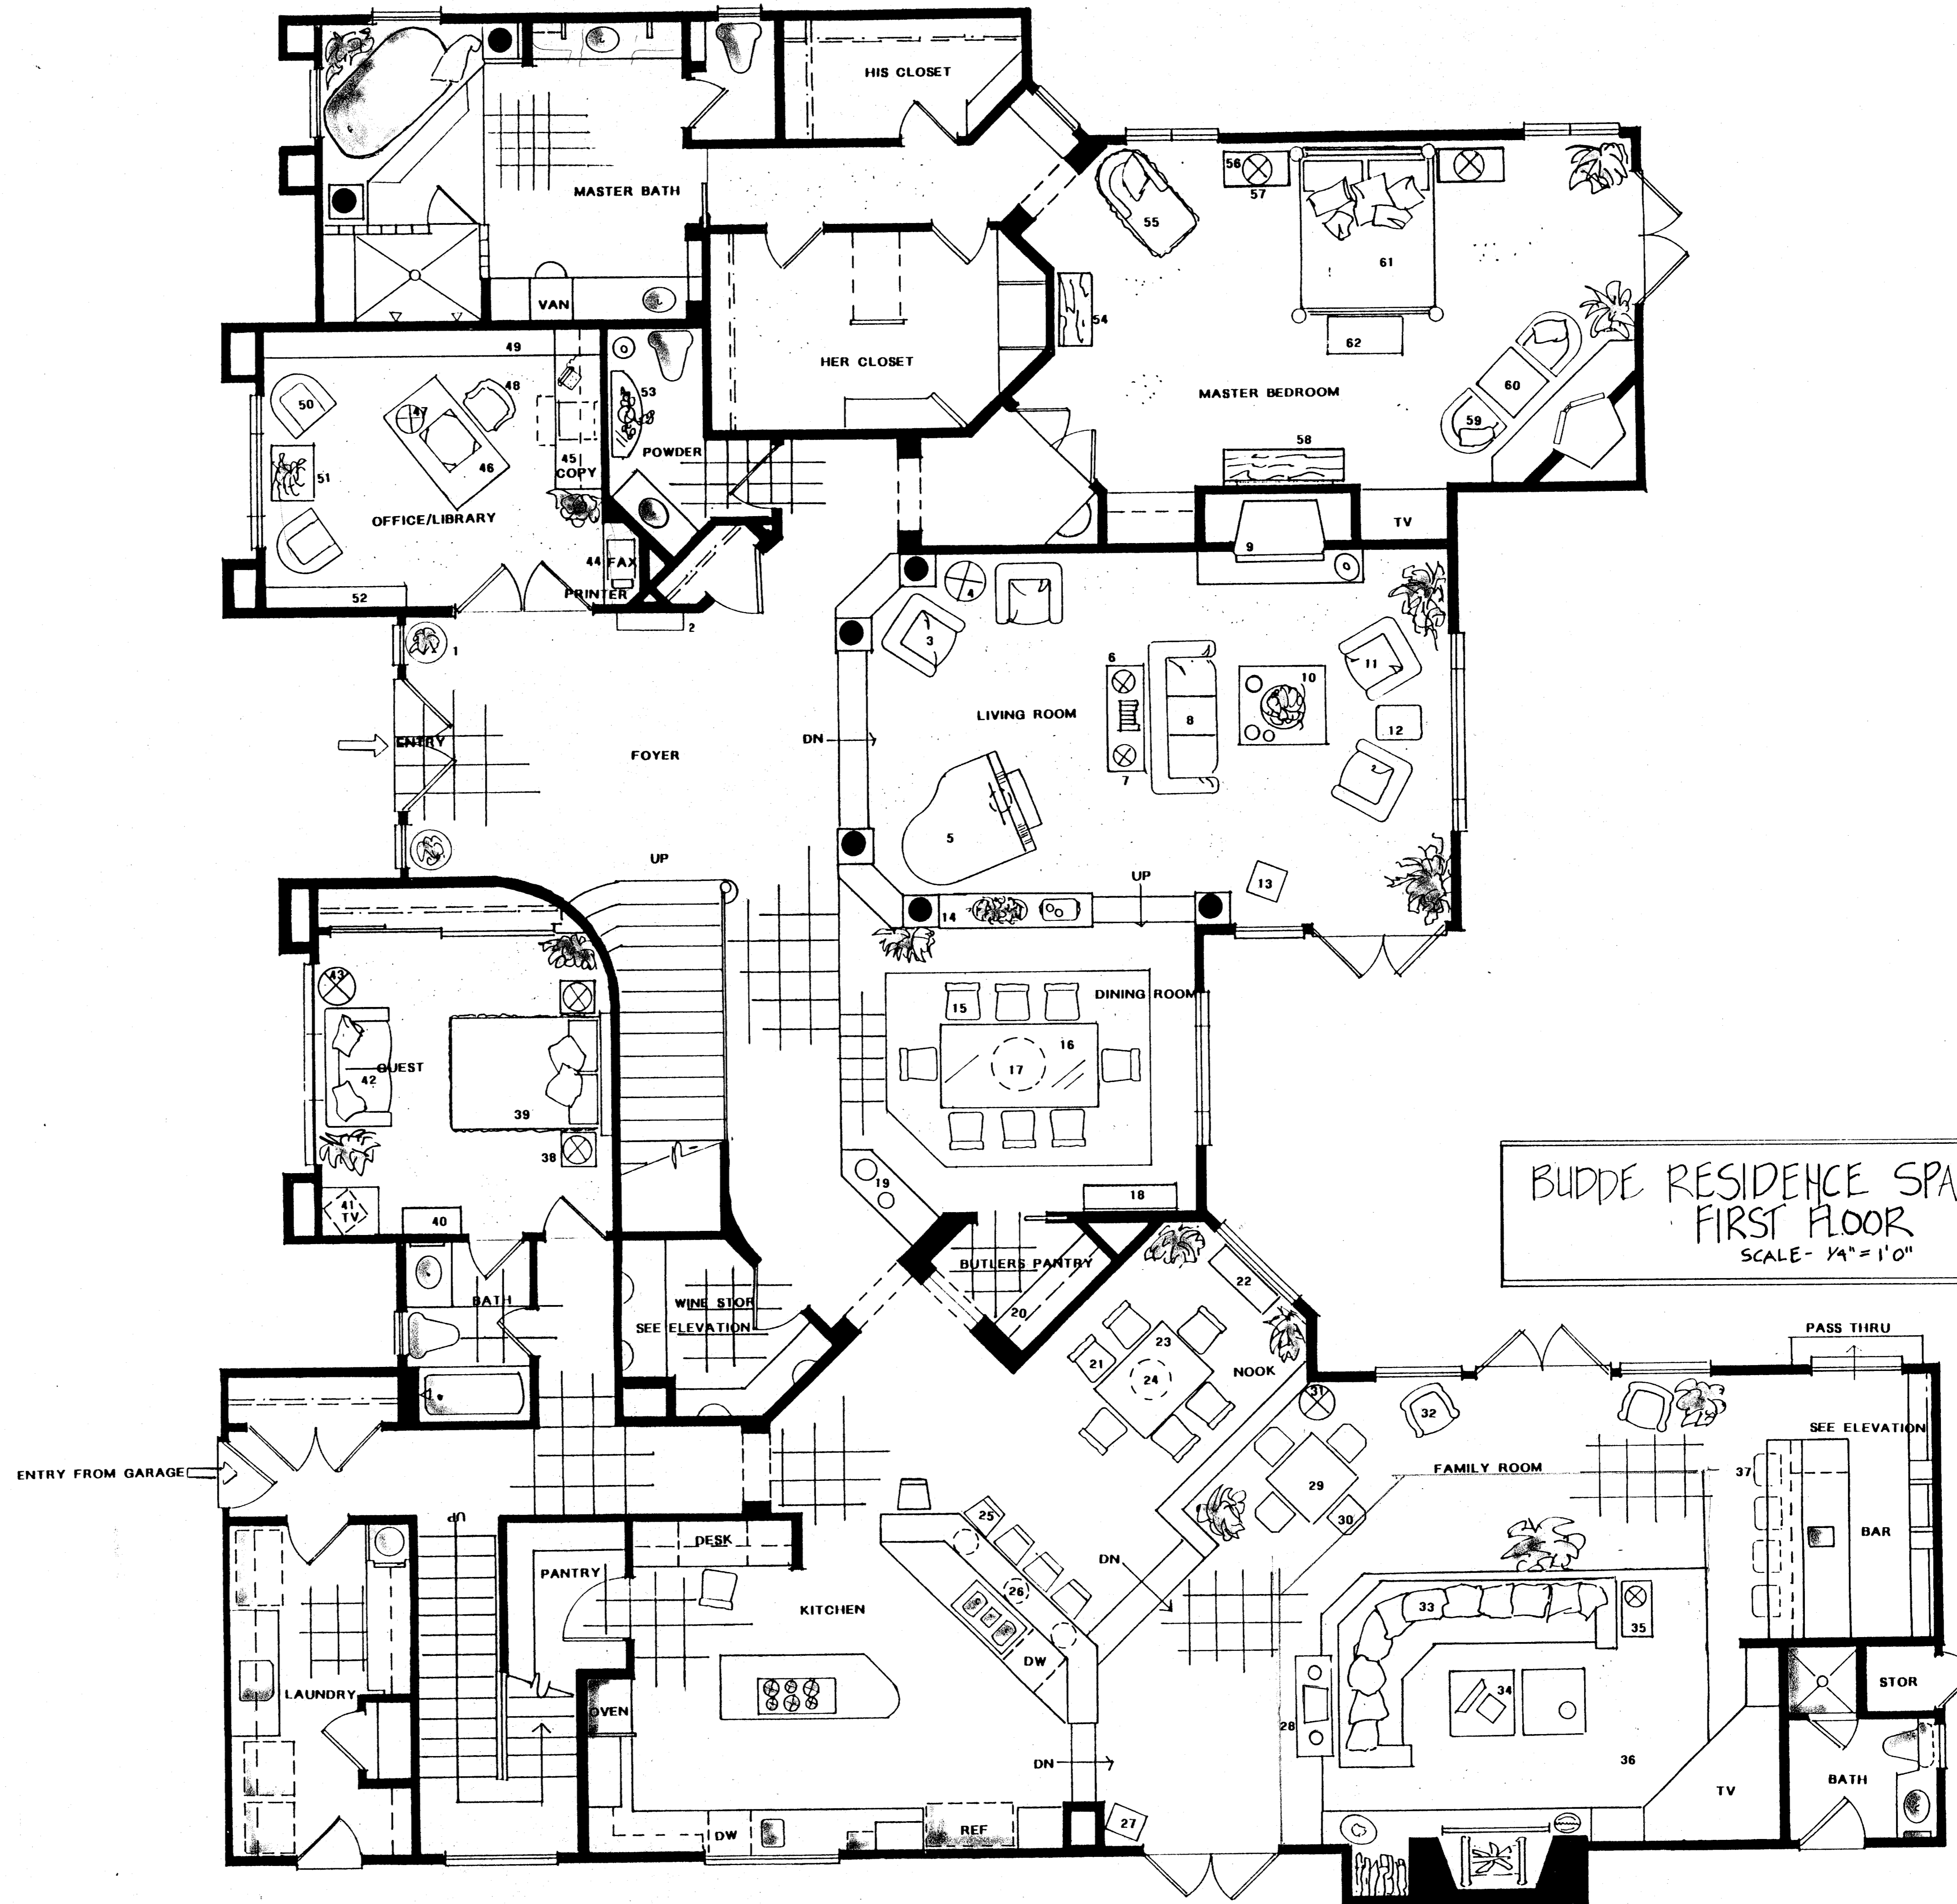 HIS CLOSET
MASTER BATH
VAN
56
57
55
61
54
62
HER CLOSET
MASTER BEDROOM
60
59
58
TV
49
50
48
47
46
45
COPY
51
OFFICE/LIBRARY
53
POWDER
44 FAX
PRINTER
52
2
1
ENTRY
FOYER
UP
9
4
3
6
LIVING ROOM
8
7
10
11
12
DN
5
13
UP
14
DINING ROOM
15
16
17
18
19
43
GUEST
42
39
38
41
TV
40
BATH
WINE STOR
SEE ELEVATION
BUTLERS PANTRY
20
22
23
21
24
NOOK
BUDDE RESIDENCE SPA
FIRST FLOOR
SCALE- 1/4" = 1'0"
PASS THRU
SEE ELEVATION
31
32
FAMILY ROOM
37
BAR
29
30
ENTRY FROM GARAGE
UP
DESK
PANTRY
KITCHEN
25
26
DW
DN
33
35
34
28
36
STOR
LAUNDRY
OVEN
DN
TV
BATH
DW
REF
27